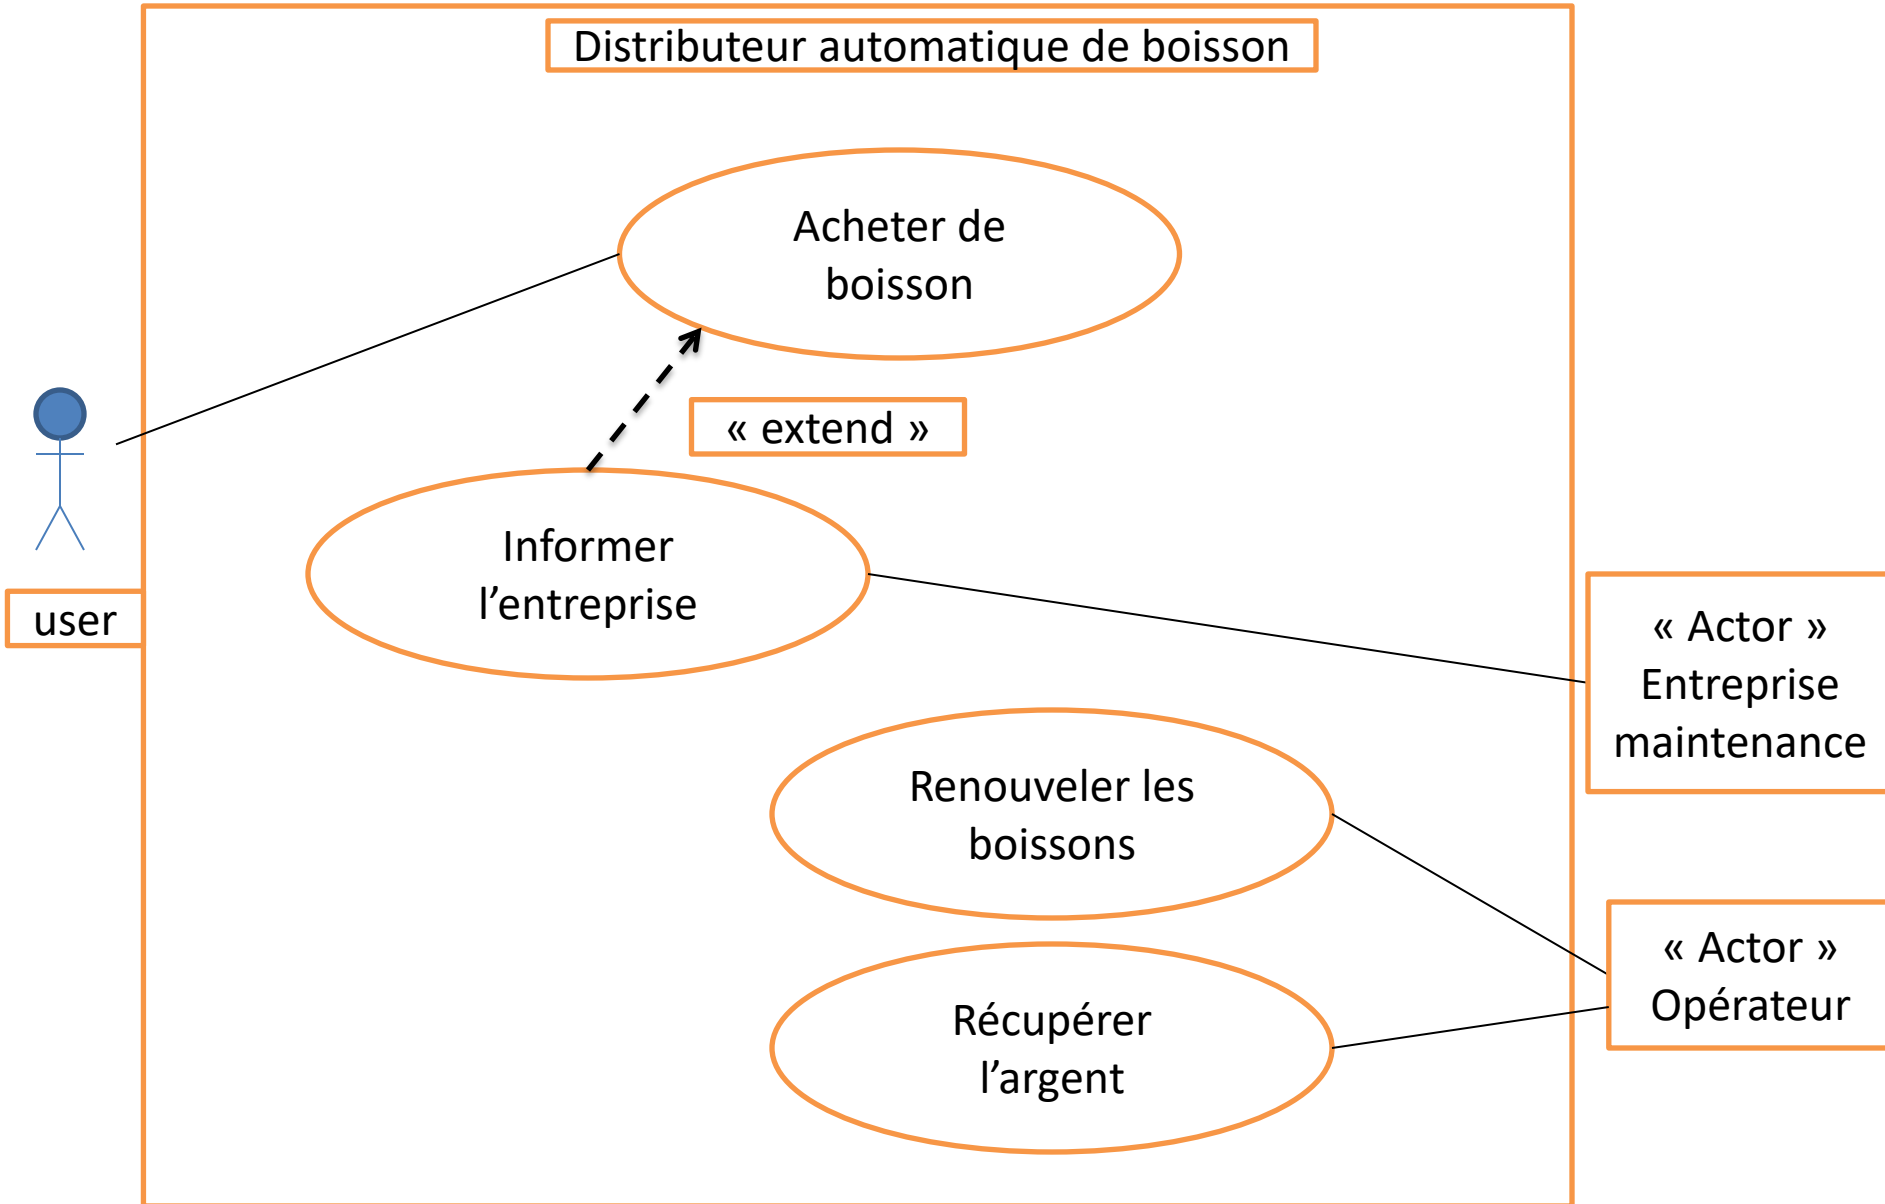 Distributeur automatique de boisson
Acheter de
boisson
« extend »
Informer
l’entreprise
user
« Actor »
Entreprise
maintenance
Renouveler les
boissons
« Actor »
Opérateur
Récupérer
l’argent